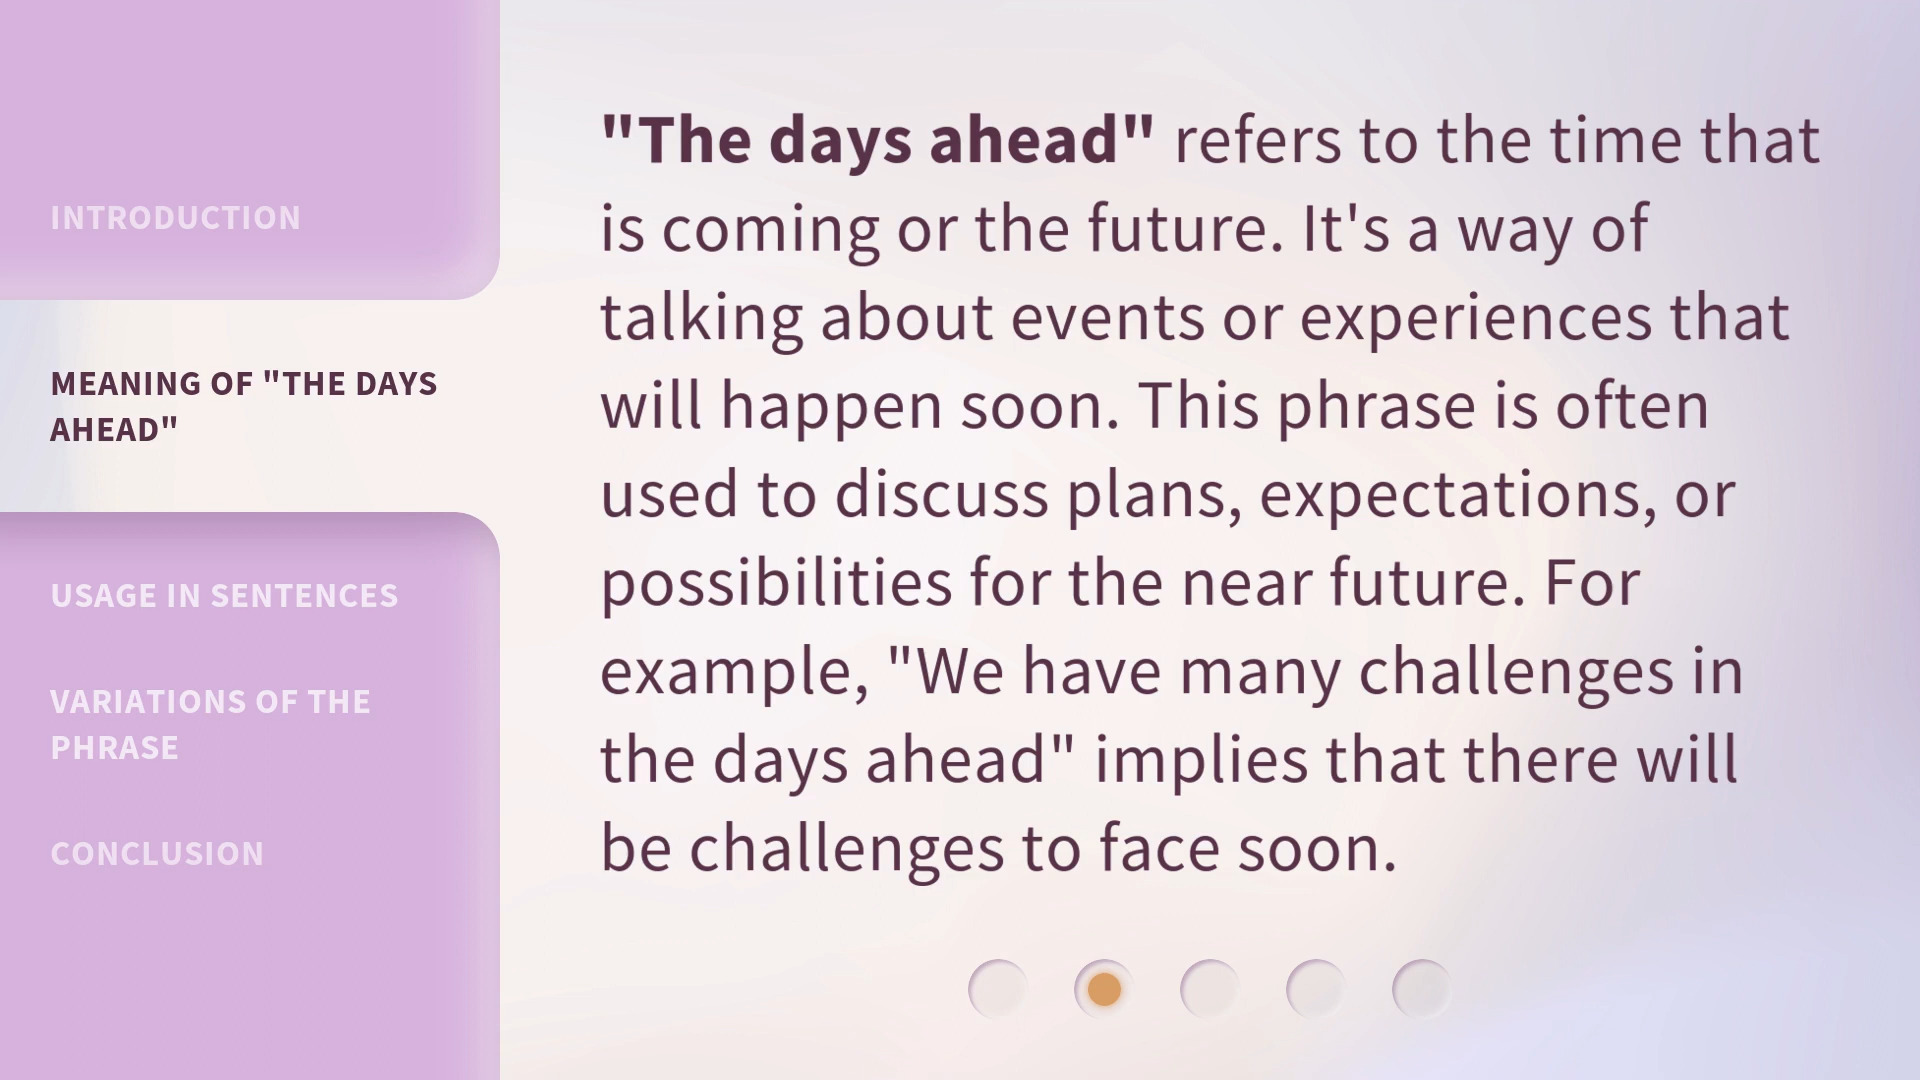 INTRODUCTION
MEANING OF "THE DAYS
AHEAD"
USAGE IN SENTENCES
VARIATIONS OF THE
PHRASE
CONCLUSION
"The days ahead" refers to the time that
is coming or the future. It's a way of
talking about events or experiences that
will happen soon. This phrase is often
used to discuss plans, expectations, or
possibilities for the near future. For
example, "We have many challenges in
the days ahead" implies that there will
be challenges to face soon.